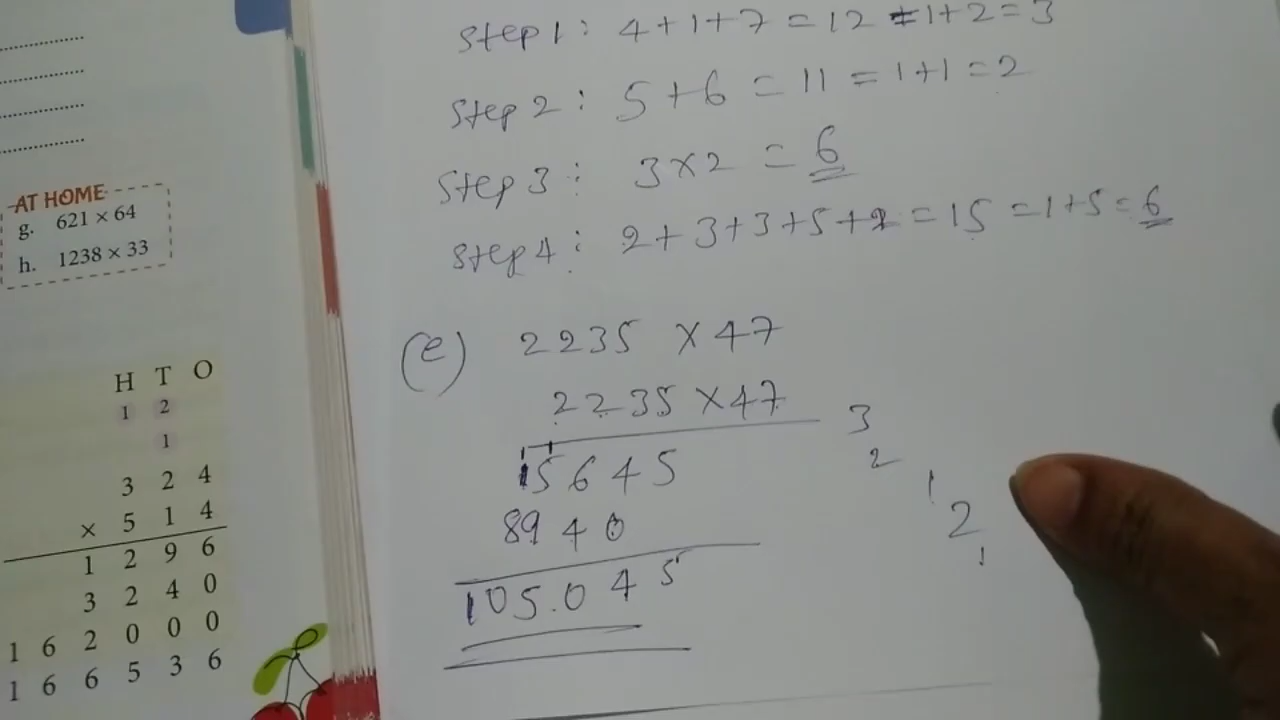 AT HOME
g. 621 × 64
h. 1238 × 33
H T O
1 2
1
3 2 4
× 5 1 4
1 2 9 6
3 2 4 0
1 6 2 0 0 0
1 6 6 5 3 6
Step 1: 4+1+7 = 12 = 1+2 = 3
Step 2: 5+6 = 11 = 1+1 = 2
Step 3: 3×2 = 6
Step 4: 2+3+3+5+2 = 15 = 1+5 = 6
(e) 2235 × 47
2235 × 47
15645
8940
105.045
3
2
1
2
1